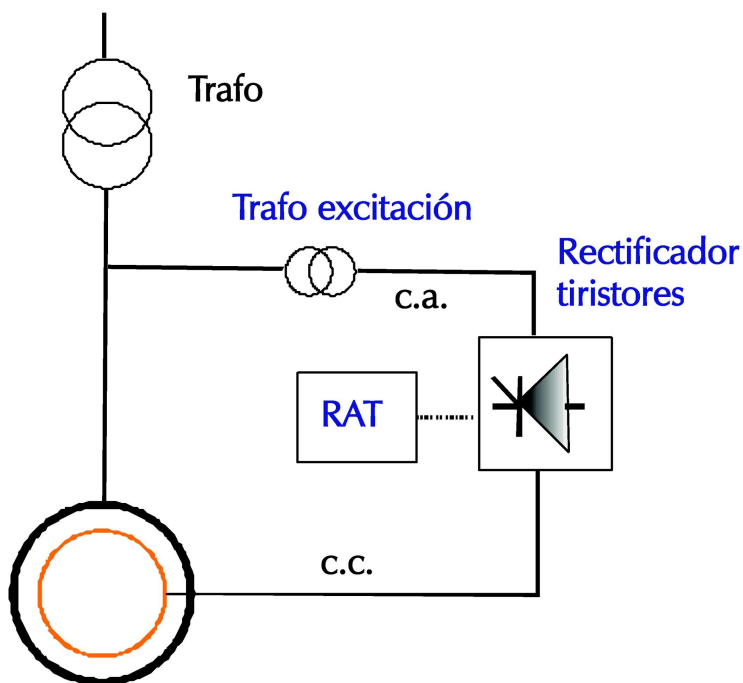 Trafo
Trafo excitación
Rectificador
tiristores
c.a.
RAT
c.c.